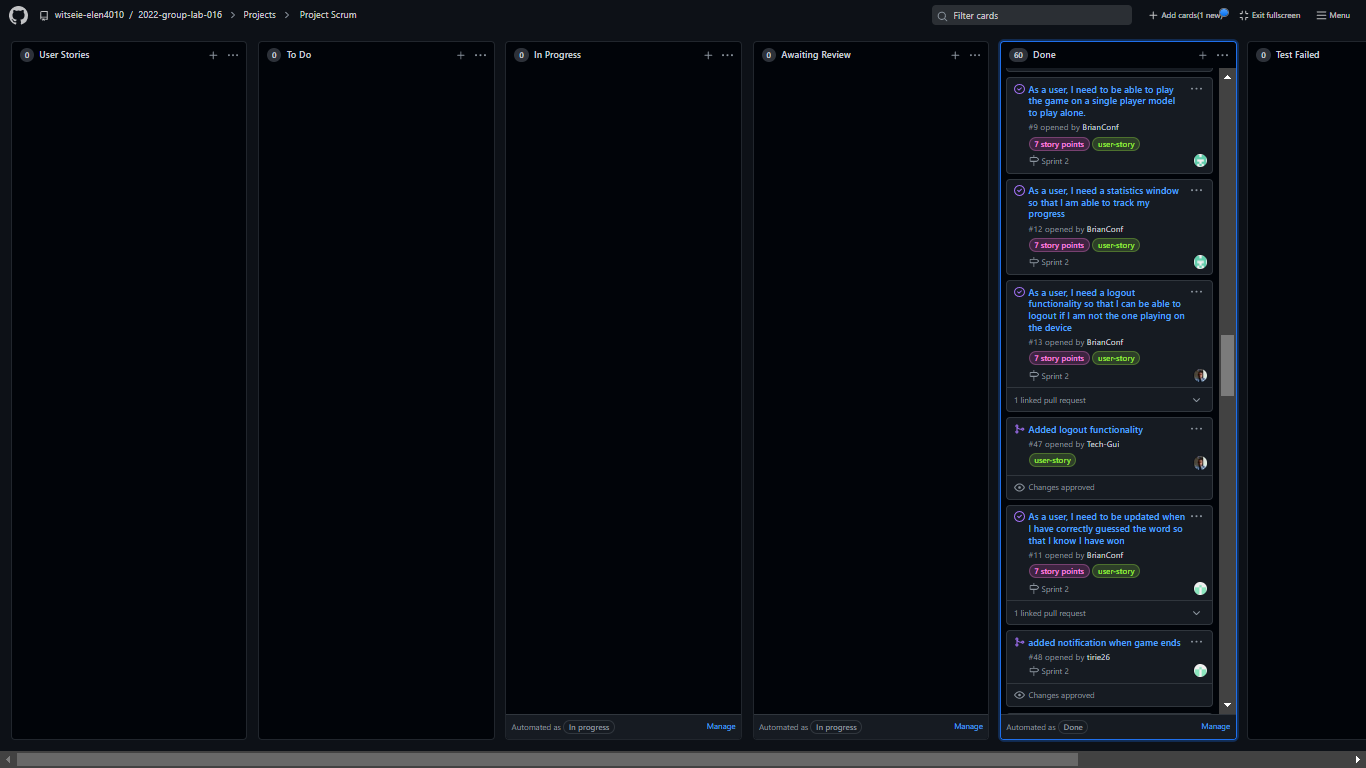 witseie-elen4010 / 2022-group-lab-016 > Projects > Project Scrum
Filter cards
+ Add cards(1 new)
Exit fullscreen
Menu
0 User Stories
0 To Do
0 In Progress
0 Awaiting Review
60 Done
0 Test Failed
As a user, I need to be able to play
the game on a single player model
to play alone.
#9 opened by BrianConf
7 story points user-story
Sprint 2
As a user, I need a statistics window
so that I am able to track my
progress
#12 opened by BrianConf
7 story points user-story
Sprint 2
As a user, I need a logout
functionality so that I can be able to
logout if I am not the one playing on
the device
#13 opened by BrianConf
7 story points user-story
Sprint 2
1 linked pull request
Added logout functionality
#47 opened by Tech-Gui
user-story
Changes approved
As a user, I need to be updated when
I have correctly guessed the word so
that I know I have won
#11 opened by BrianConf
7 story points user-story
Sprint 2
1 linked pull request
added notification when game ends
#48 opened by tirie26
Sprint 2
Changes approved
Automated as In progress Manage
Automated as In progress Manage
Automated as Done Manage